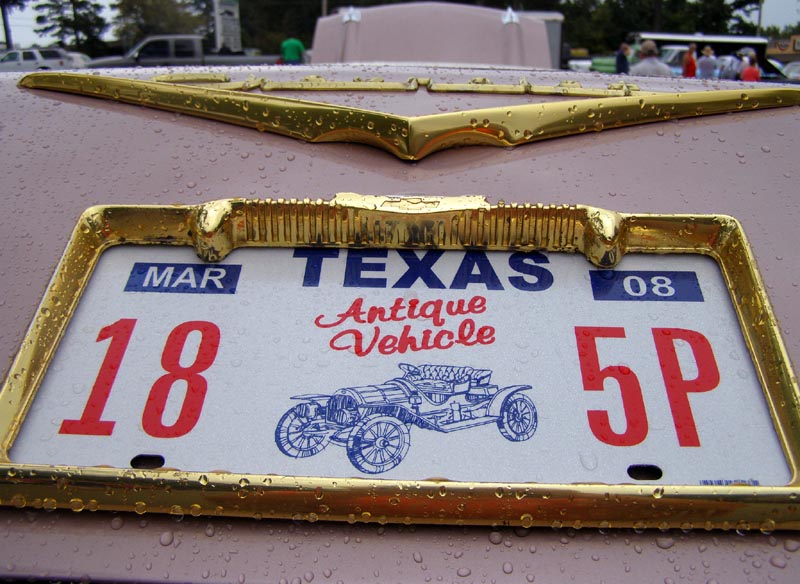 MAR TEXAS 08
Antique
Vehicle
18 5P